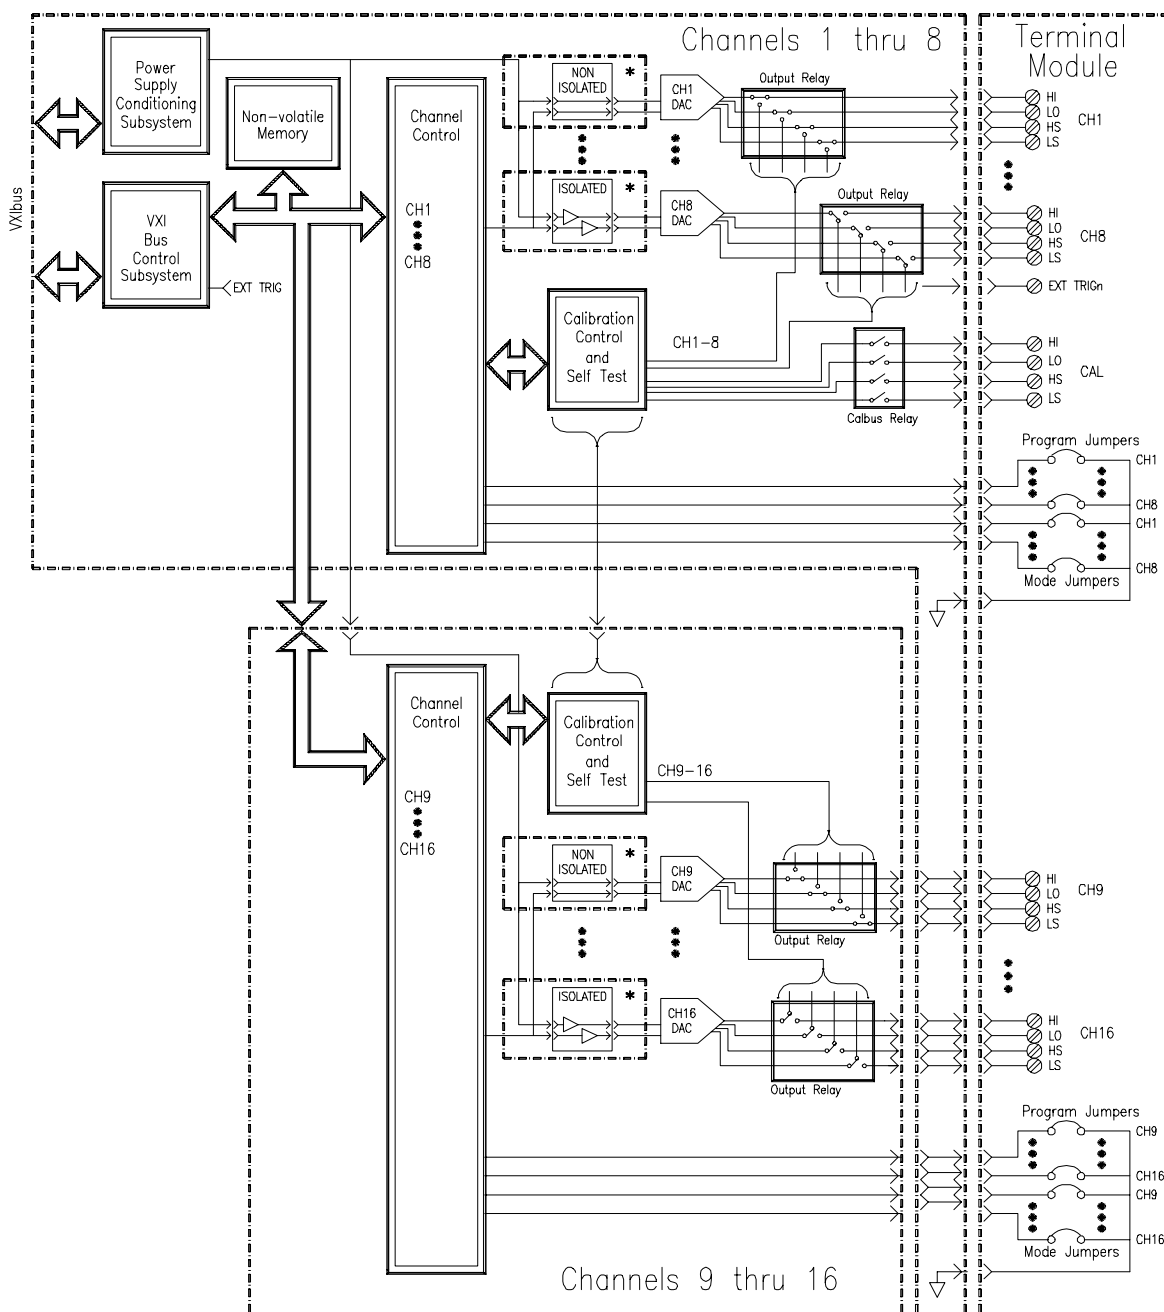 Channels 1 thru 8
Terminal
Module
VXIbus
Power
Supply
Conditioning
Subsystem
Non-volatile
Memory
VXI
Bus
Control
Subsystem
EXT TRIG
Channel
Control
CH1
CH8
NON
ISOLATED
*
CH1
DAC
Output Relay
HI
LO
HS
LS
CH1
ISOLATED
*
CH8
DAC
Output Relay
HI
LO
HS
LS
CH8
EXT TRIGn
Calibration
Control
and
Self Test
CH1-8
Calbus Relay
HI
LO
HS
LS
CAL
Program Jumpers
CH1
CH8
CH1
CH8
Mode Jumpers
Channel
Control
CH9
CH16
Calibration
Control
and
Self Test
CH9-16
NON
ISOLATED
*
CH9
DAC
Output Relay
HI
LO
HS
LS
CH9
ISOLATED
*
CH16
DAC
Output Relay
HI
LO
HS
LS
CH16
Program Jumpers
CH9
CH16
CH9
CH16
Mode Jumpers
Channels 9 thru 16